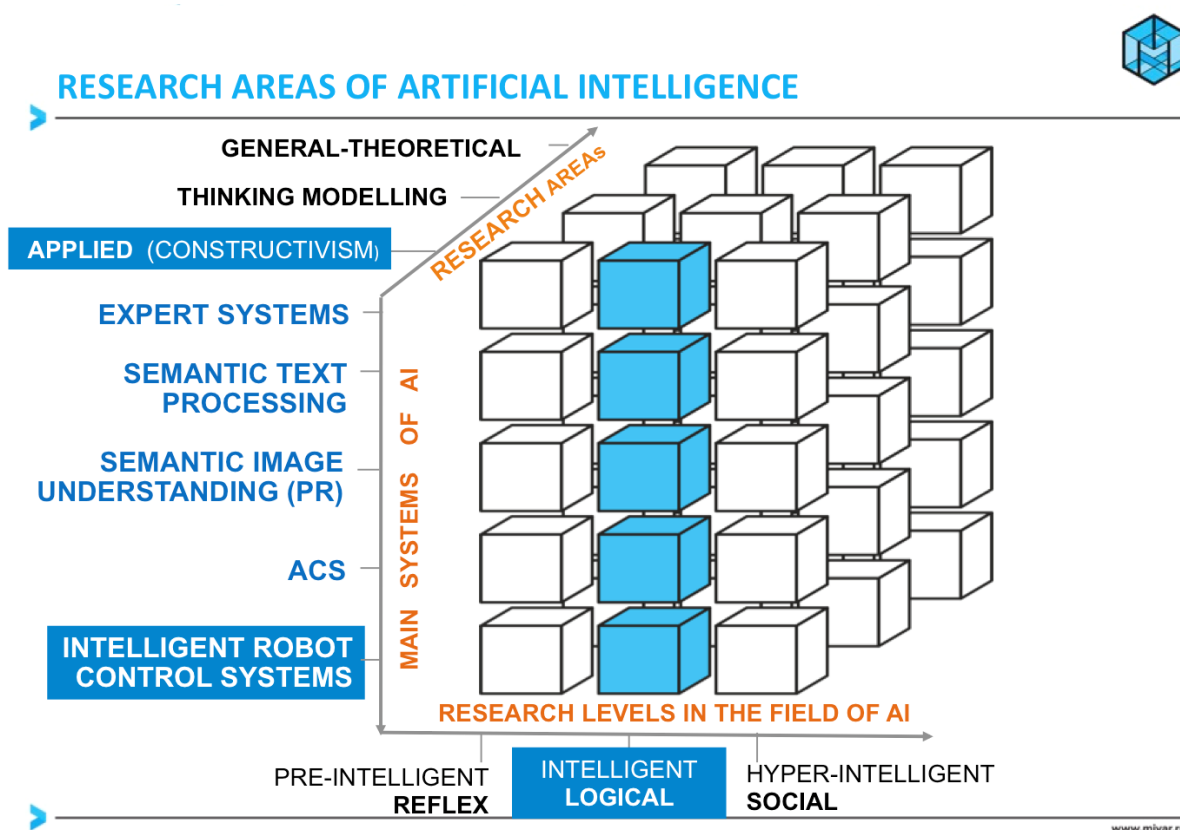 RESEARCH AREAS OF ARTIFICIAL INTELLIGENCE
GENERAL-THEORETICAL
THINKING MODELLING
APPLIED (CONSTRUCTIVISM)
RESEARCH AREAs
EXPERT SYSTEMS
SEMANTIC TEXT
PROCESSING
SEMANTIC IMAGE
UNDERSTANDING (PR)
ACS
INTELLIGENT ROBOT
CONTROL SYSTEMS
MAIN SYSTEMS OF AI
RESEARCH LEVELS IN THE FIELD OF AI
PRE-INTELLIGENT
REFLEX
INTELLIGENT
LOGICAL
HYPER-INTELLIGENT
SOCIAL